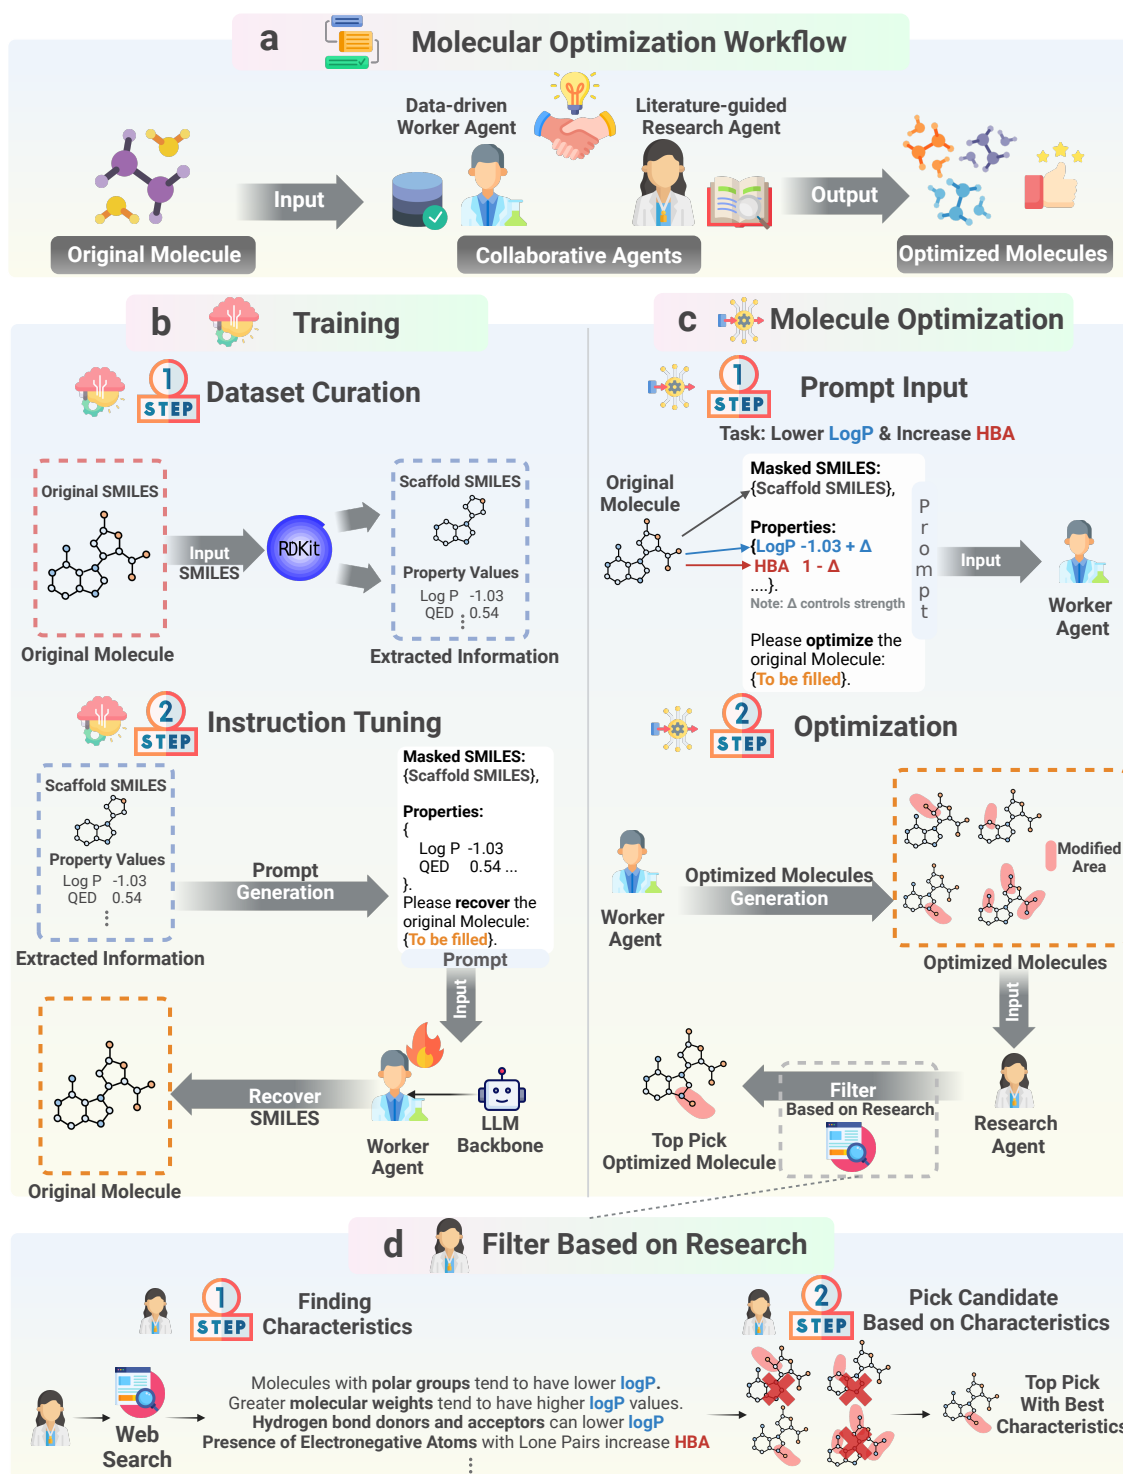 a
Molecular Optimization Workflow
Data-driven
Worker Agent
Literature-guided
Research Agent
Input
Output
Original Molecule
Collaborative Agents
Optimized Molecules
b
Training
1
STEP
Dataset Curation
Original SMILES
Input
SMILES
RDKit
Scaffold SMILES
Property Values
Log P -1.03
QED 0.54
Original Molecule
Extracted Information
2
STEP
Instruction Tuning
Scaffold SMILES
Property Values
Log P -1.03
QED 0.54
Extracted Information
Prompt
Generation
Masked SMILES:
{Scaffold SMILES},
Properties:
{
Log P -1.03
QED 0.54 ...
}.
Please recover the
original Molecule:
{To be filled}.
Prompt
Input
Recover
SMILES
Worker
Agent
LLM
Backbone
Original Molecule
c
Molecule Optimization
1
STEP
Prompt Input
Task: Lower LogP & Increase HBA
Original
Molecule
Masked SMILES:
{Scaffold SMILES},
Properties:
{LogP -1.03 + Δ
HBA 1 - Δ
....}.
Note: Δ controls strength
Please optimize the
original Molecule:
{To be filled}.
Prompt
Input
Worker
Agent
2
STEP
Optimization
Worker
Agent
Optimized Molecules
Generation
Modified
Area
Optimized Molecules
Input
Research
Agent
Filter
Based on Research
Top Pick
Optimized Molecule
d
Filter Based on Research
1
STEP
Finding
Characteristics
Web
Search
Molecules with polar groups tend to have lower logP.
Greater molecular weights tend to have higher logP values.
Hydrogen bond donors and acceptors can lower logP
Presence of Electronegative Atoms with Lone Pairs increase HBA
2
STEP
Pick Candidate
Based on Characteristics
Top Pick
With Best
Characteristics